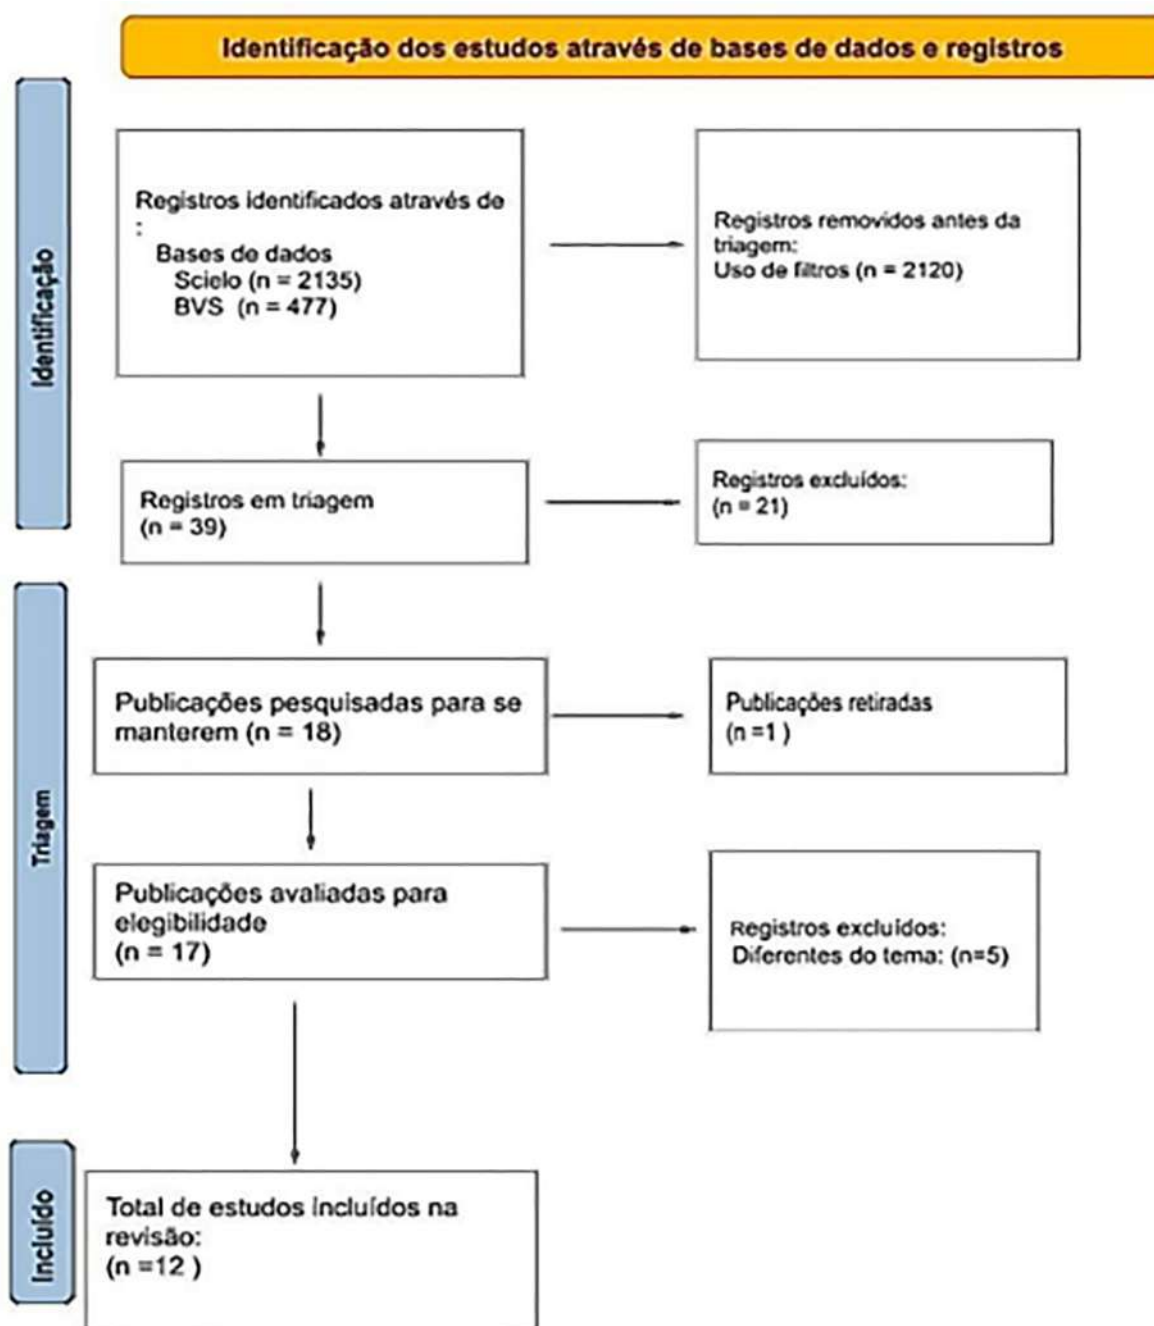 Identificação dos estudos através de bases de dados e registros
Identificação
Registros identificados através de
:
Bases de dados
Scielo (n = 2135)
BVS (n = 477)
Registros removidos antes da
triagem:
Uso de filtros (n = 2120)
Registros em triagem
(n = 39)
Registros excluídos:
(n = 21)
Triagem
Publicações pesquisadas para se
manterem (n = 18)
Publicações retiradas
(n =1 )
Publicações avaliadas para
elegibilidade
(n = 17)
Registros excluídos:
Diferentes do tema: (n=5)
Incluído
Total de estudos incluídos na
revisão:
(n =12 )